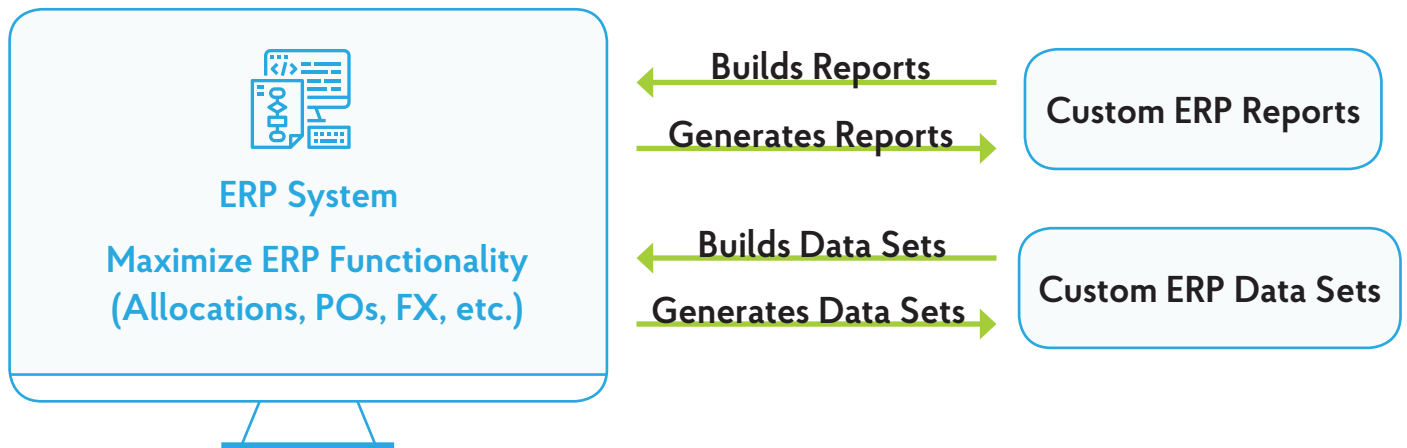 </>
ERP System
Maximize ERP Functionality
(Allocations, POs, FX, etc.)
Builds Reports
Generates Reports
Custom ERP Reports
Builds Data Sets
Generates Data Sets
Custom ERP Data Sets